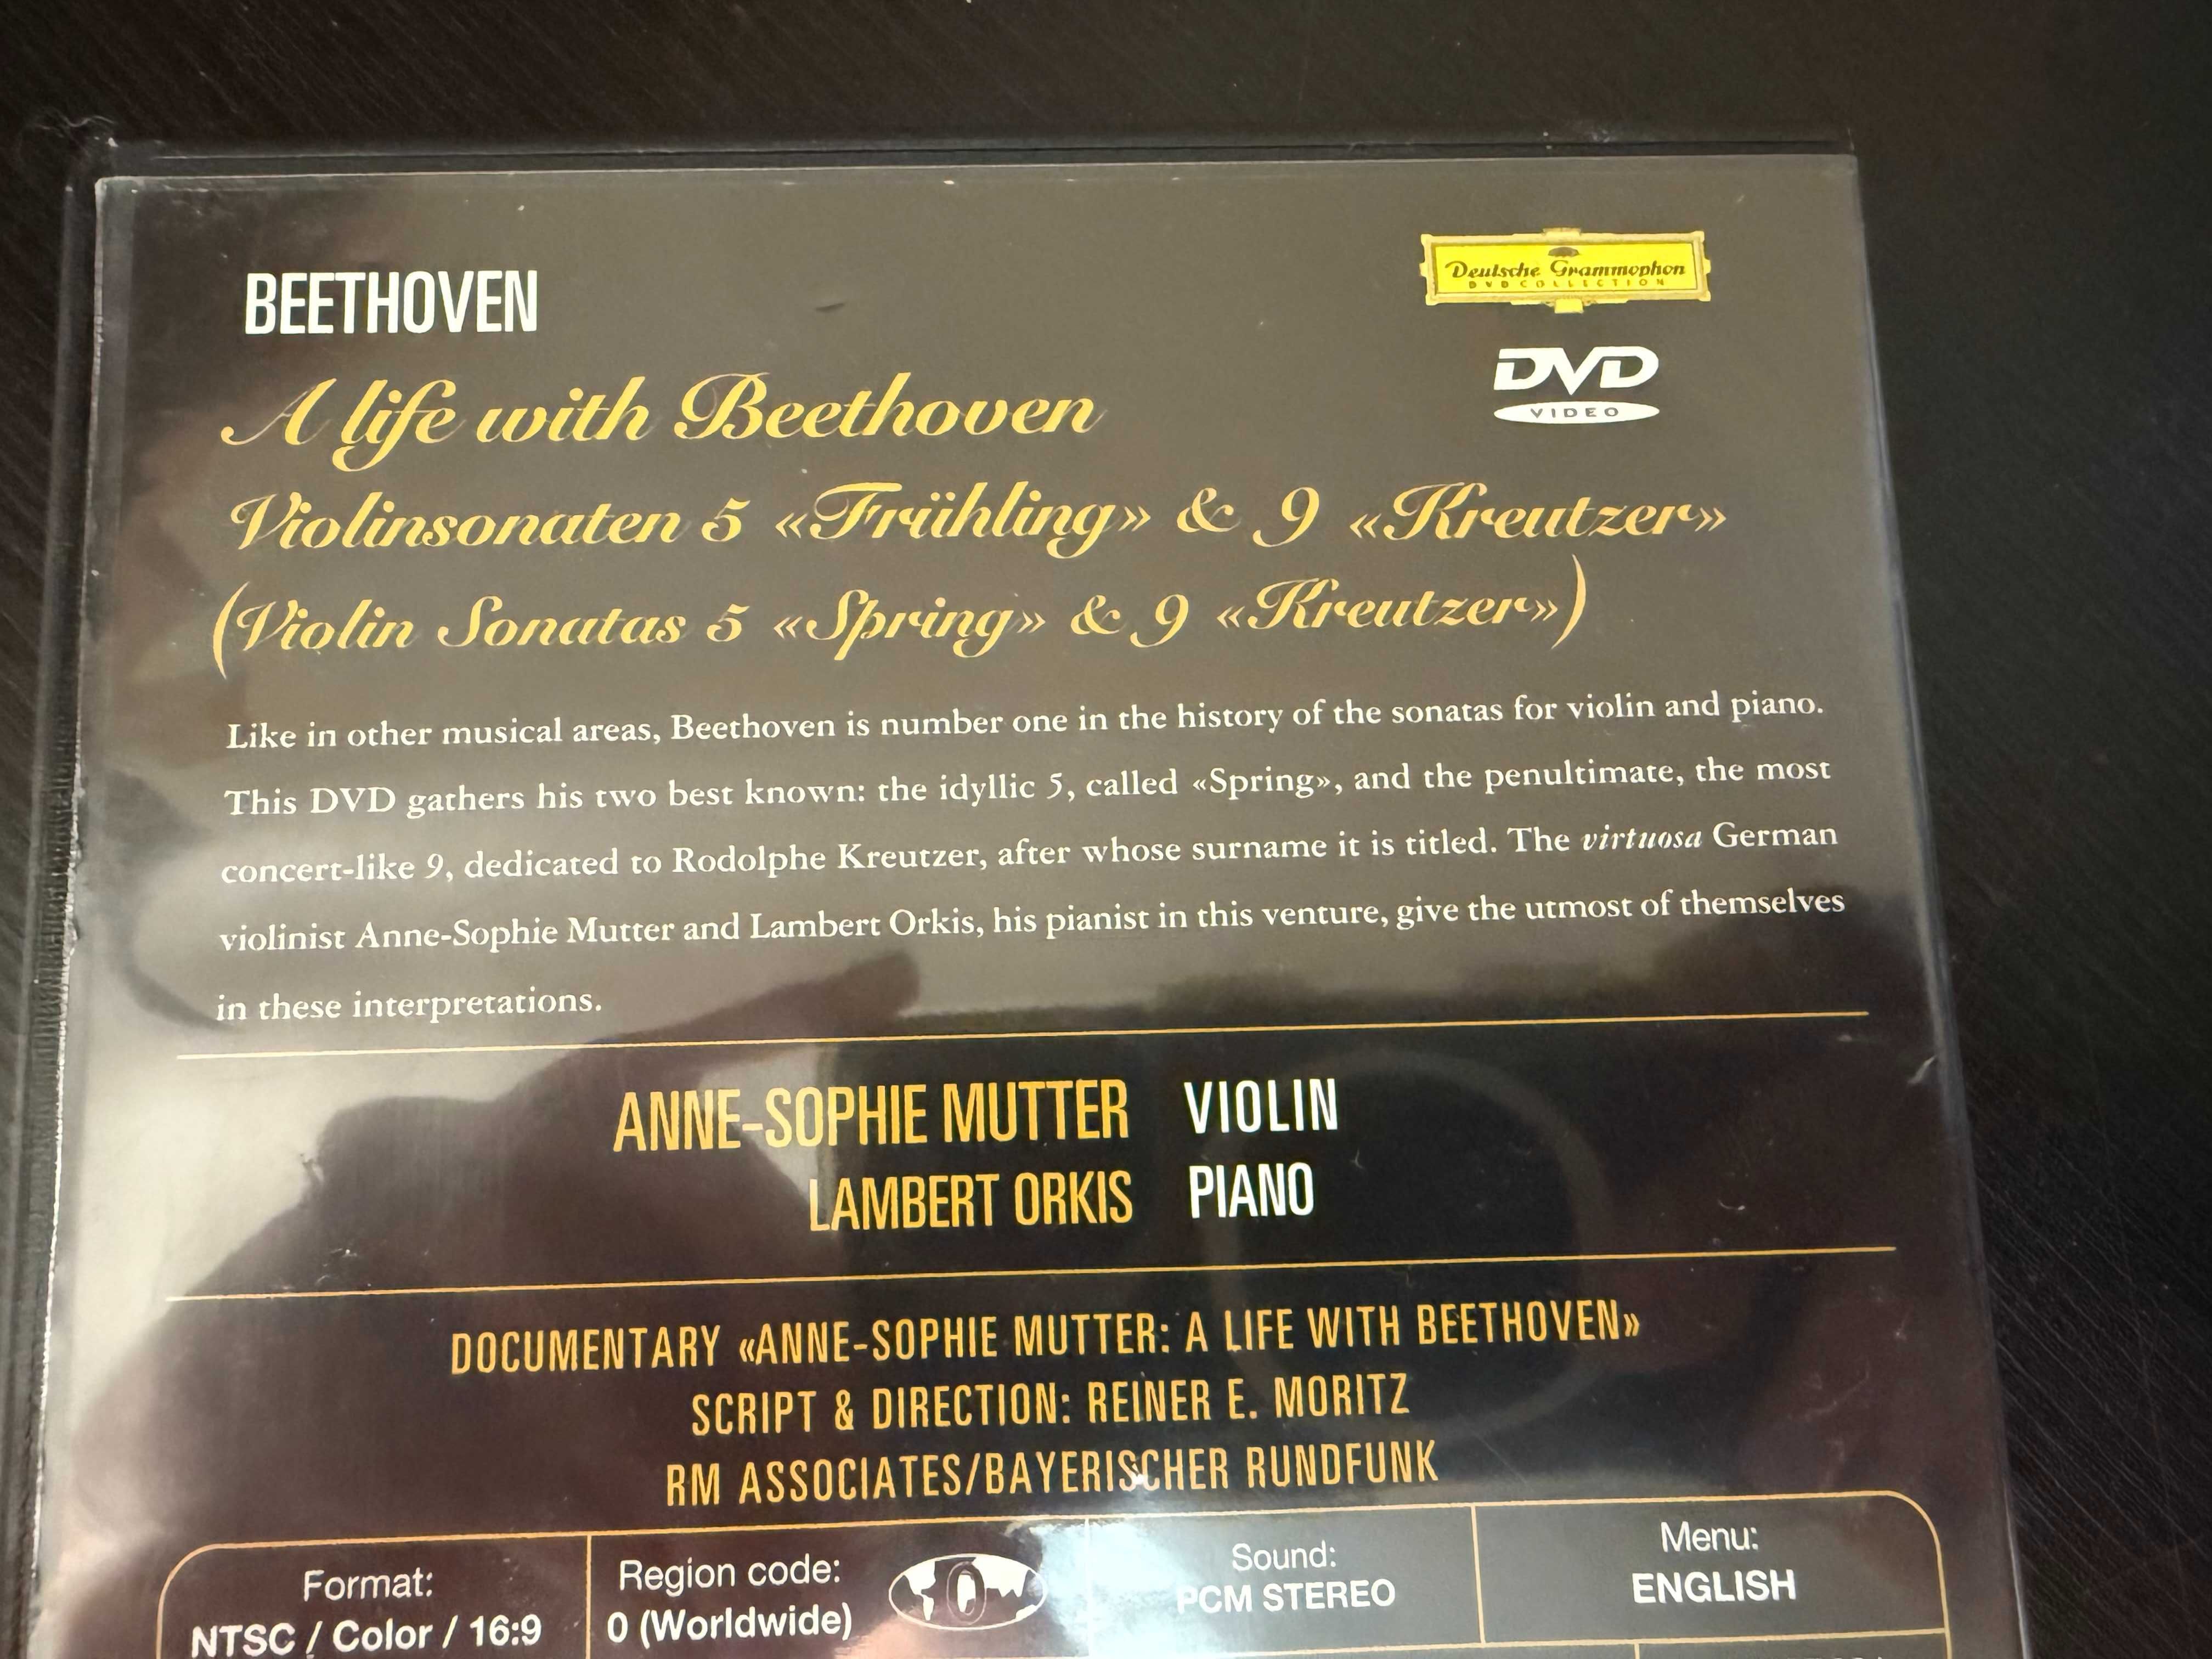 BEETHOVEN
Deutsche Grammophon
DVD COLLECTION
DVD
VIDEO
A life with Beethoven
Violinsonaten 5 «Frühling» & 9 «Kreutzer»
(Violin Sonatas 5 «Spring» & 9 «Kreutzer»)
Like in other musical areas, Beethoven is number one in the history of the sonatas for violin and piano.
This DVD gathers his two best known: the idyllic 5, called «Spring», and the penultimate, the most
concert-like 9, dedicated to Rodolphe Kreutzer, after whose surname it is titled. The virtuosa German
violinist Anne-Sophie Mutter and Lambert Orkis, his pianist in this venture, give the utmost of themselves
in these interpretations.
ANNE-SOPHIE MUTTER VIOLIN
LAMBERT ORKIS PIANO
DOCUMENTARY «ANNE-SOPHIE MUTTER: A LIFE WITH BEETHOVEN»
SCRIPT & DIRECTION: REINER E. MORITZ
RM ASSOCIATES/BAYERISCHER RUNDFUNK
Format:
NTSC / Color / 16:9
Region code:
0 (Worldwide)
0
Sound:
PCM STEREO
Menu:
ENGLISH